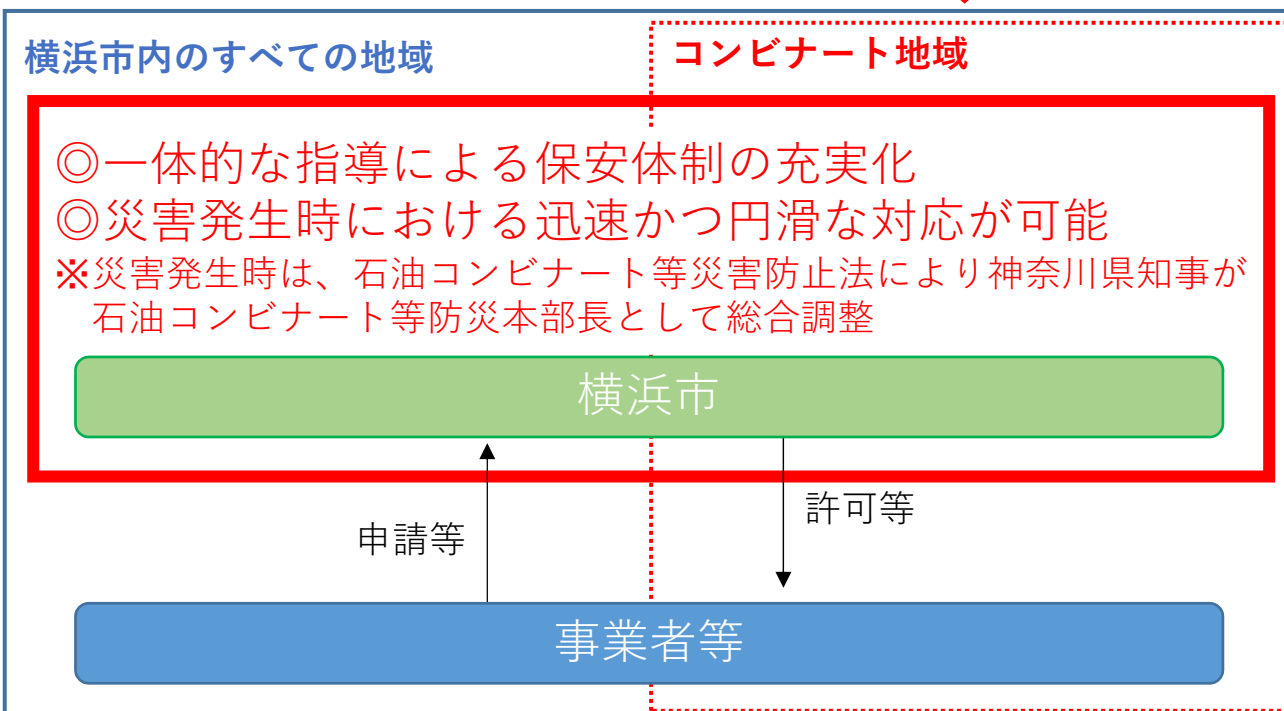 横浜市内のすべての地域
コンビナート地域
◎一体的な指導による保安体制の充実化
◎災害発生時における迅速かつ円滑な対応が可能
※災害発生時は、石油コンビナート等災害防止法により神奈川県知事が
石油コンビナート等防災本部長として総合調整
横浜市
申請等
許可等
事業者等